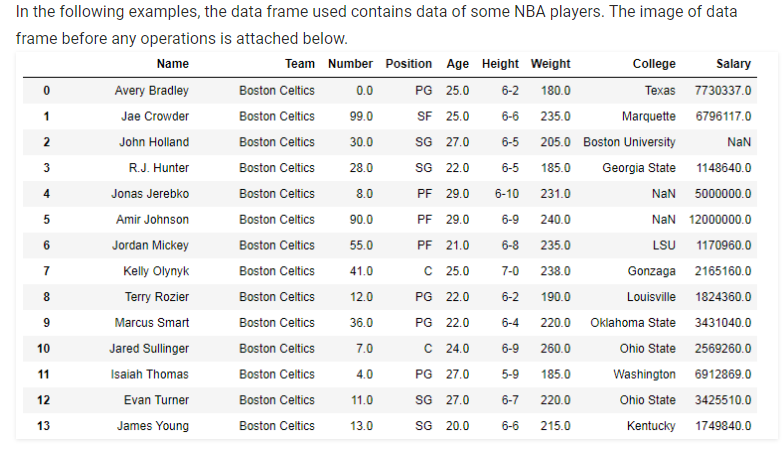 In the following examples, the data frame used contains data of some NBA players. The image of data
frame before any operations is attached below.
Name Team Number Position Age Height Weight College Salary
0 Avery Bradley Boston Celtics 0.0 PG 25.0 6-2 180.0 Texas 7730337.0
1 Jae Crowder Boston Celtics 99.0 SF 25.0 6-6 235.0 Marquette 6796117.0
2 John Holland Boston Celtics 30.0 SG 27.0 6-5 205.0 Boston University NaN
3 R.J. Hunter Boston Celtics 28.0 SG 22.0 6-5 185.0 Georgia State 1148640.0
4 Jonas Jerebko Boston Celtics 8.0 PF 29.0 6-10 231.0 NaN 5000000.0
5 Amir Johnson Boston Celtics 90.0 PF 29.0 6-9 240.0 NaN 12000000.0
6 Jordan Mickey Boston Celtics 55.0 PF 21.0 6-8 235.0 LSU 1170960.0
7 Kelly Olynyk Boston Celtics 41.0 C 25.0 7-0 238.0 Gonzaga 2165160.0
8 Terry Rozier Boston Celtics 12.0 PG 22.0 6-2 190.0 Louisville 1824360.0
9 Marcus Smart Boston Celtics 36.0 PG 22.0 6-4 220.0 Oklahoma State 3431040.0
10 Jared Sullinger Boston Celtics 7.0 C 24.0 6-9 260.0 Ohio State 2569260.0
11 Isaiah Thomas Boston Celtics 4.0 PG 27.0 5-9 185.0 Washington 6912869.0
12 Evan Turner Boston Celtics 11.0 SG 27.0 6-7 220.0 Ohio State 3425510.0
13 James Young Boston Celtics 13.0 SG 20.0 6-6 215.0 Kentucky 1749840.0